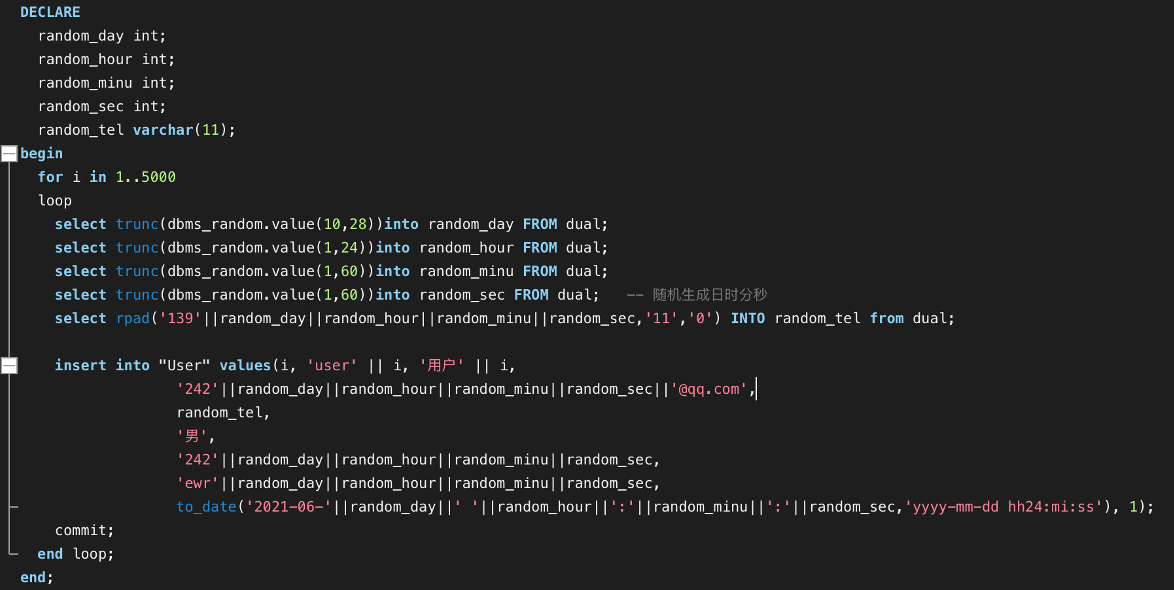 DECLARE
random_day int;
random_hour int;
random_minu int;
random_sec int;
random_tel varchar(11);
begin
for i in 1..5000
loop
select trunc(dbms_random.value(10,28))into random_day FROM dual;
select trunc(dbms_random.value(1,24))into random_hour FROM dual;
select trunc(dbms_random.value(1,60))into random_minu FROM dual;
select trunc(dbms_random.value(1,60))into random_sec FROM dual;   -- 随机生成日时分秒
select rpad('139'||random_day||random_hour||random_minu||random_sec,'11','0') INTO random_tel from dual;
insert into "User" values(i, 'user' || i, '用户' || i,
'242'||random_day||random_hour||random_minu||random_sec||'@qq.com',
random_tel,
'男',
'242'||random_day||random_hour||random_minu||random_sec,
'ewr'||random_day||random_hour||random_minu||random_sec,
to_date('2021-06-'||random_day||' '||random_hour||':'||random_minu||':'||random_sec,'yyyy-mm-dd hh24:mi:ss'), 1);
commit;
end loop;
end;